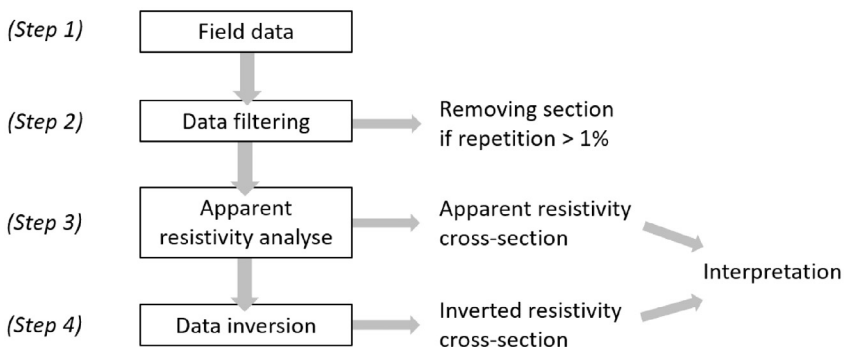 (Step 1)
Field data
(Step 2)
Data filtering
Removing section
if repetition > 1%
(Step 3)
Apparent
resistivity analyse
Apparent resistivity
cross-section
Interpretation
(Step 4)
Data inversion
Inverted resistivity
cross-section